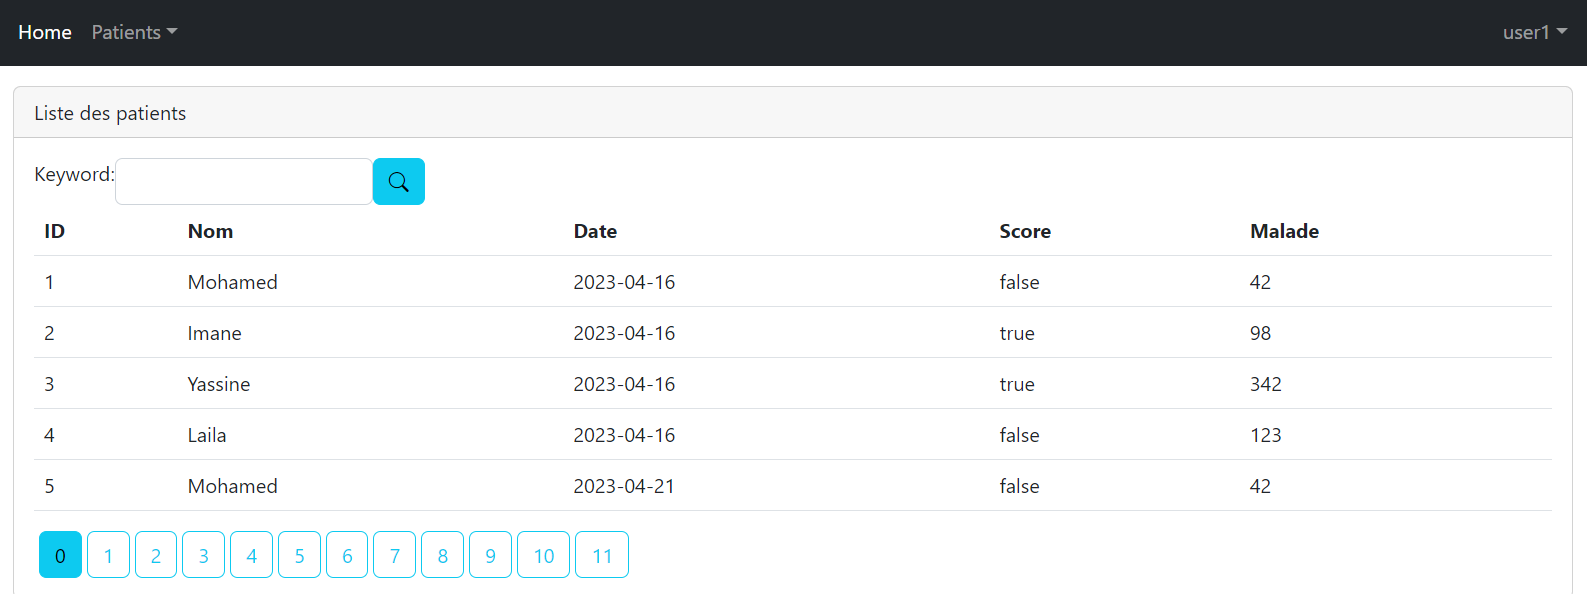 Home Patients user1
Liste des patients
Keyword:
ID Nom Date Score Malade
1 Mohamed 2023-04-16 false 42
2 Imane 2023-04-16 true 98
3 Yassine 2023-04-16 true 342
4 Laila 2023-04-16 false 123
5 Mohamed 2023-04-21 false 42
0 1 2 3 4 5 6 7 8 9 10 11